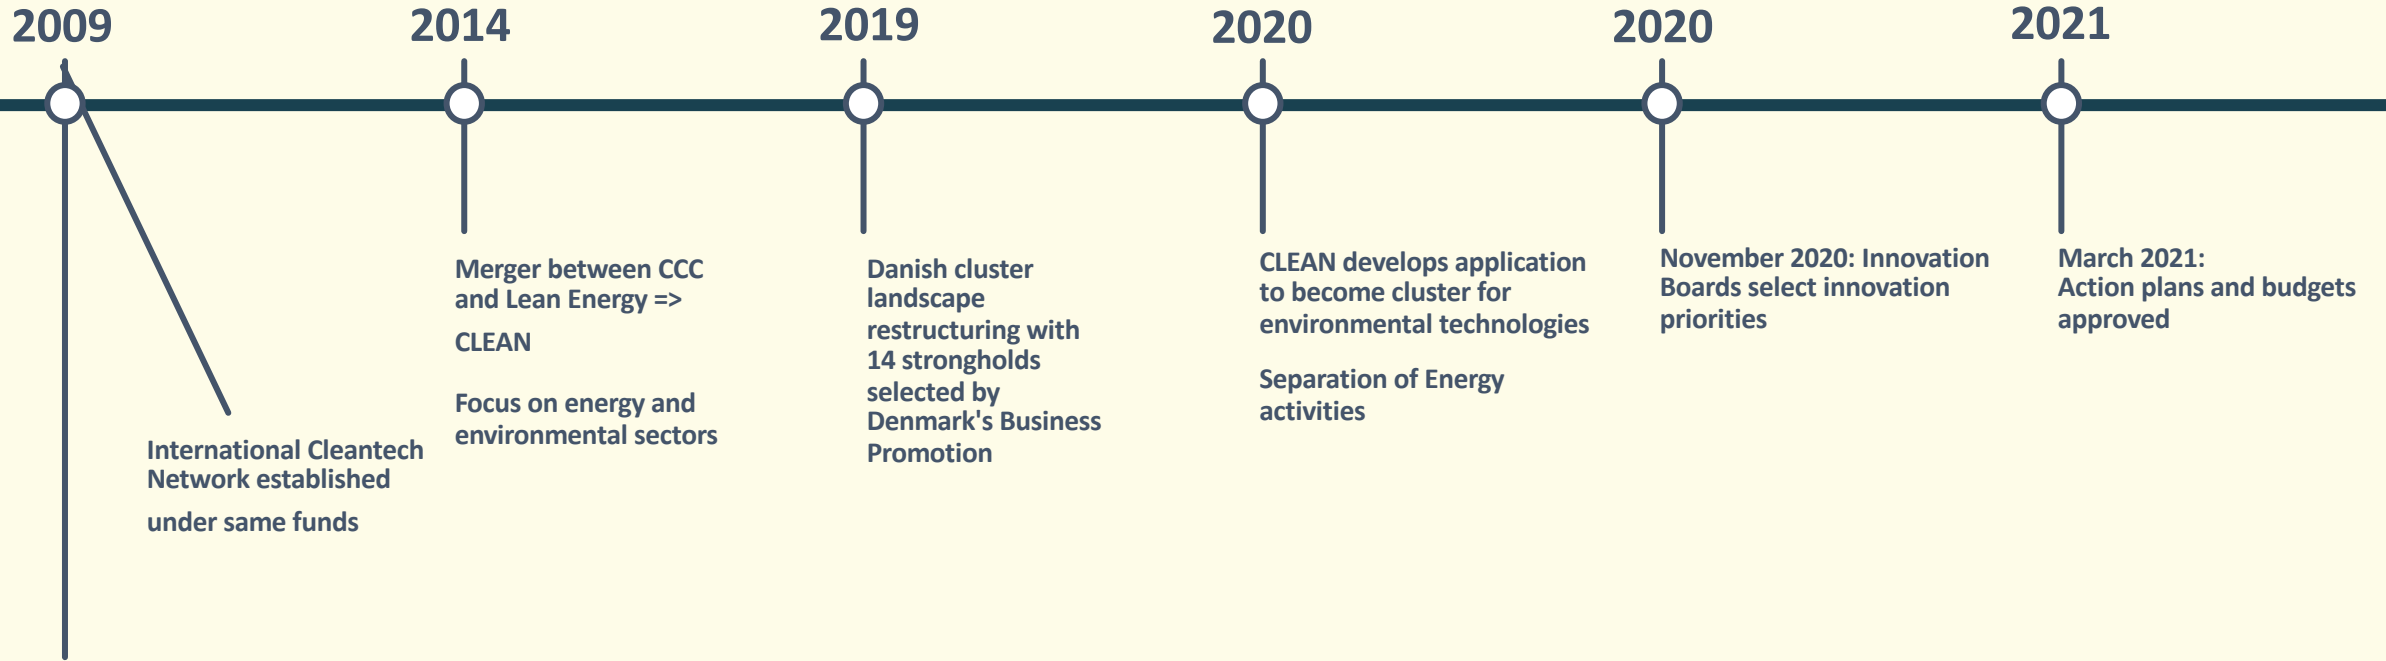 2009
2014
2019
2020
2020
2021
International Cleantech
Network established
under same funds
Merger between CCC
and Lean Energy =>
CLEAN
Focus on energy and
environmental sectors
Danish cluster
landscape
restructuring with
14 strongholds
selected by
Denmark's Business
Promotion
CLEAN develops application
to become cluster for
environmental technologies
Separation of Energy
activities
November 2020: Innovation
Boards select innovation
priorities
March 2021:
Action plans and budgets
approved